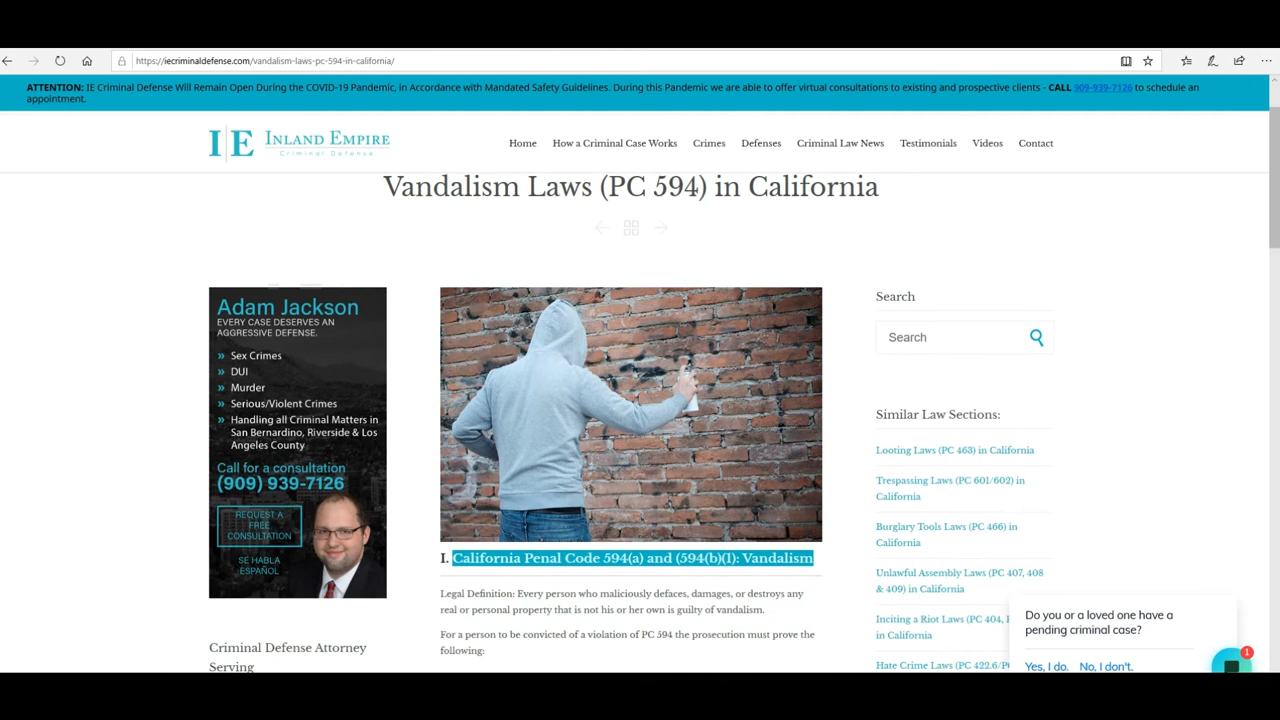 https://iecriminaldefense.com/vandalism-laws-pc-594-in-california/
ATTENTION: IE Criminal Defense Will Remain Open During the COVID-19 Pandemic, in Accordance with Mandated Safety Guidelines. During this Pandemic we are able to offer virtual consultations to existing and prospective clients - CALL 909-939-7126 to schedule an
appointment.
IE INLAND EMPIRE
Criminal Defense
Home How a Criminal Case Works Crimes Defenses Criminal Law News Testimonials Videos Contact
Vandalism Laws (PC 594) in California
Adam Jackson
EVERY CASE DESERVES AN
AGGRESSIVE DEFENSE.
» Sex Crimes
» DUI
» Murder
» Serious/Violent Crimes
» Handling all Criminal Matters in
San Bernardino, Riverside & Los
Angeles County
Call for a consultation
(909) 939-7126
REQUEST A
FREE
CONSULTATION
SE HABLA
ESPAÑOL
Criminal Defense Attorney
Serving
I. California Penal Code 594(a) and (594(b)(1): Vandalism
Legal Definition: Every person who maliciously defaces, damages, or destroys any
real or personal property that is not his or her own is guilty of vandalism.
For a person to be convicted of a violation of PC 594 the prosecution must prove the
following:
Search
Search
Similar Law Sections:
Looting Laws (PC 463) in California
Trespassing Laws (PC 601/602) in
California
Burglary Tools Laws (PC 466) in
California
Unlawful Assembly Laws (PC 407, 408
& 409) in California
Inciting a Riot Laws (PC 404,
in California
Hate Crime Laws (PC 422.6/P
Do you or a loved one have a
pending criminal case?
Yes, I do. No, I don't.
1